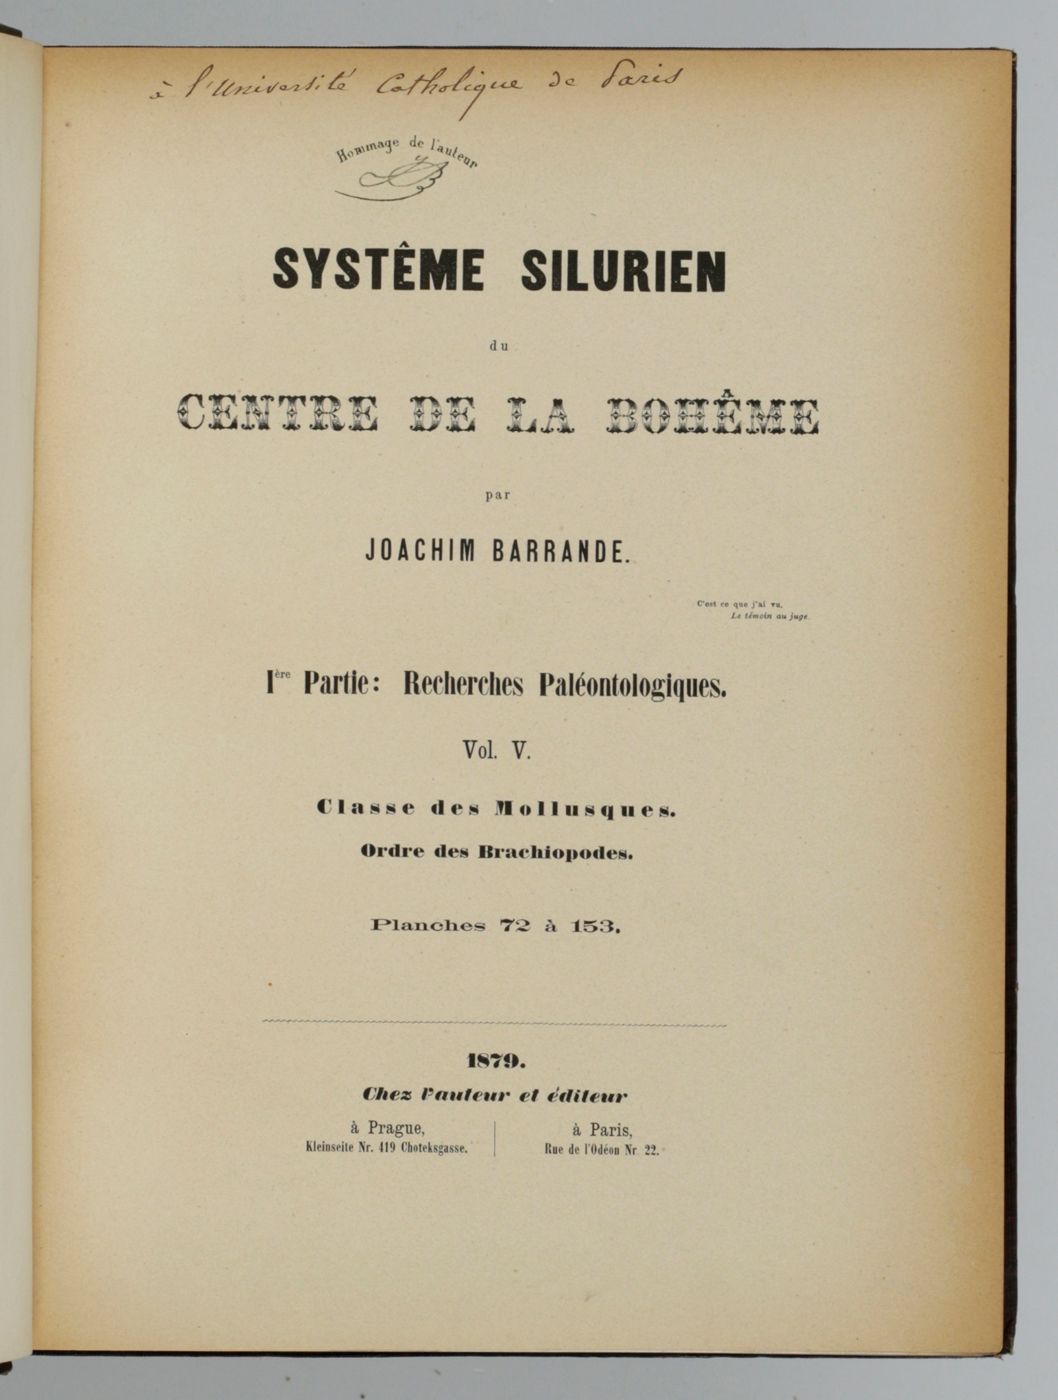 à l'Université Catholique de Paris
Hommage de l'auteur
SYSTÊME SILURIEN
du
CENTRE DE LA BOHÊME
par
JOACHIM BARRANDE.
C'est ce que j'ai vu.
Le témoin au juge.
Ière Partie: Recherches Paléontologiques.
Vol. V.
Classe des Mollusques.
Ordre des Brachiopodes.
Planches 72 à 153.
1879.
Chez l'auteur et éditeur
à Prague,
Kleinseite Nr. 419 Choteksgasse.
à Paris,
Rue de l'Odéon Nr 22.